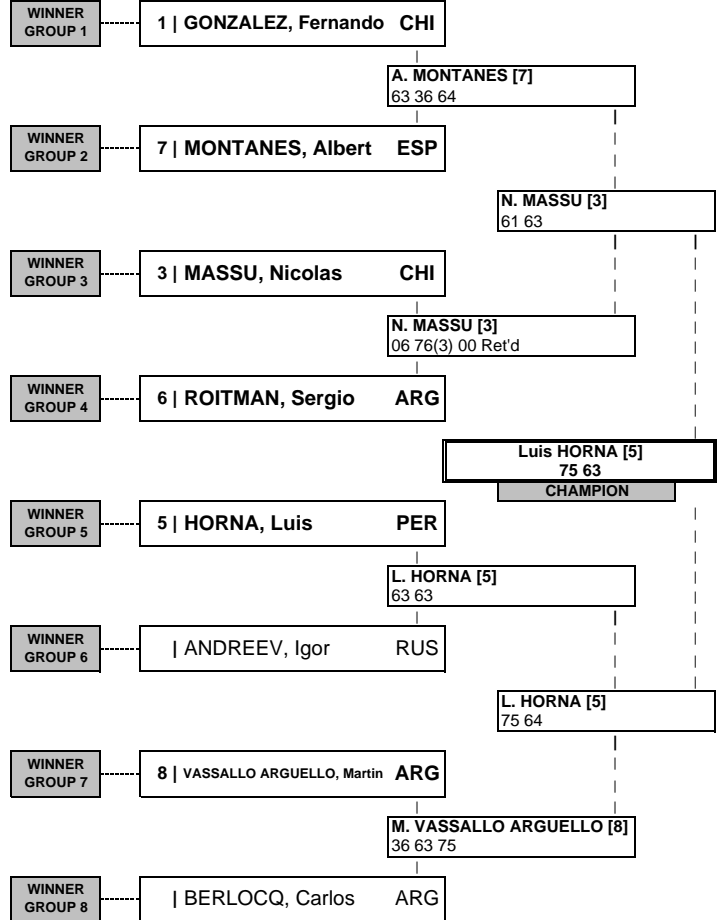 WINNER
GROUP 1
1 | GONZALEZ, Fernando CHI
A. MONTANES [7]
63 36 64
WINNER
GROUP 2
7 | MONTANES, Albert ESP
N. MASSU [3]
61 63
WINNER
GROUP 3
3 | MASSU, Nicolas CHI
N. MASSU [3]
06 76(3) 00 Ret'd
WINNER
GROUP 4
6 | ROITMAN, Sergio ARG
Luis HORNA [5]
75 63
CHAMPION
WINNER
GROUP 5
5 | HORNA, Luis PER
L. HORNA [5]
63 63
WINNER
GROUP 6
| ANDREEV, Igor RUS
L. HORNA [5]
75 64
WINNER
GROUP 7
8 | VASSALLO ARGUELLO, Martin ARG
M. VASSALLO ARGUELLO [8]
36 63 75
WINNER
GROUP 8
| BERLOCQ, Carlos ARG